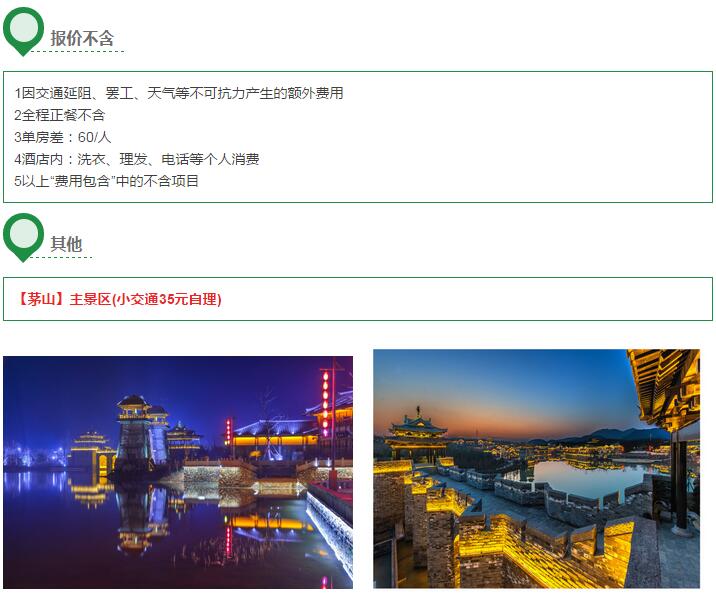 报价不含
1因交通延阻、罢工、天气等不可抗力产生的额外费用
2全程正餐不含
3单房差：60/人
4酒店内：洗衣、理发、电话等个人消费
5以上“费用包含”中的不含项目
其他
【茅山】主景区(小交通35元自理)